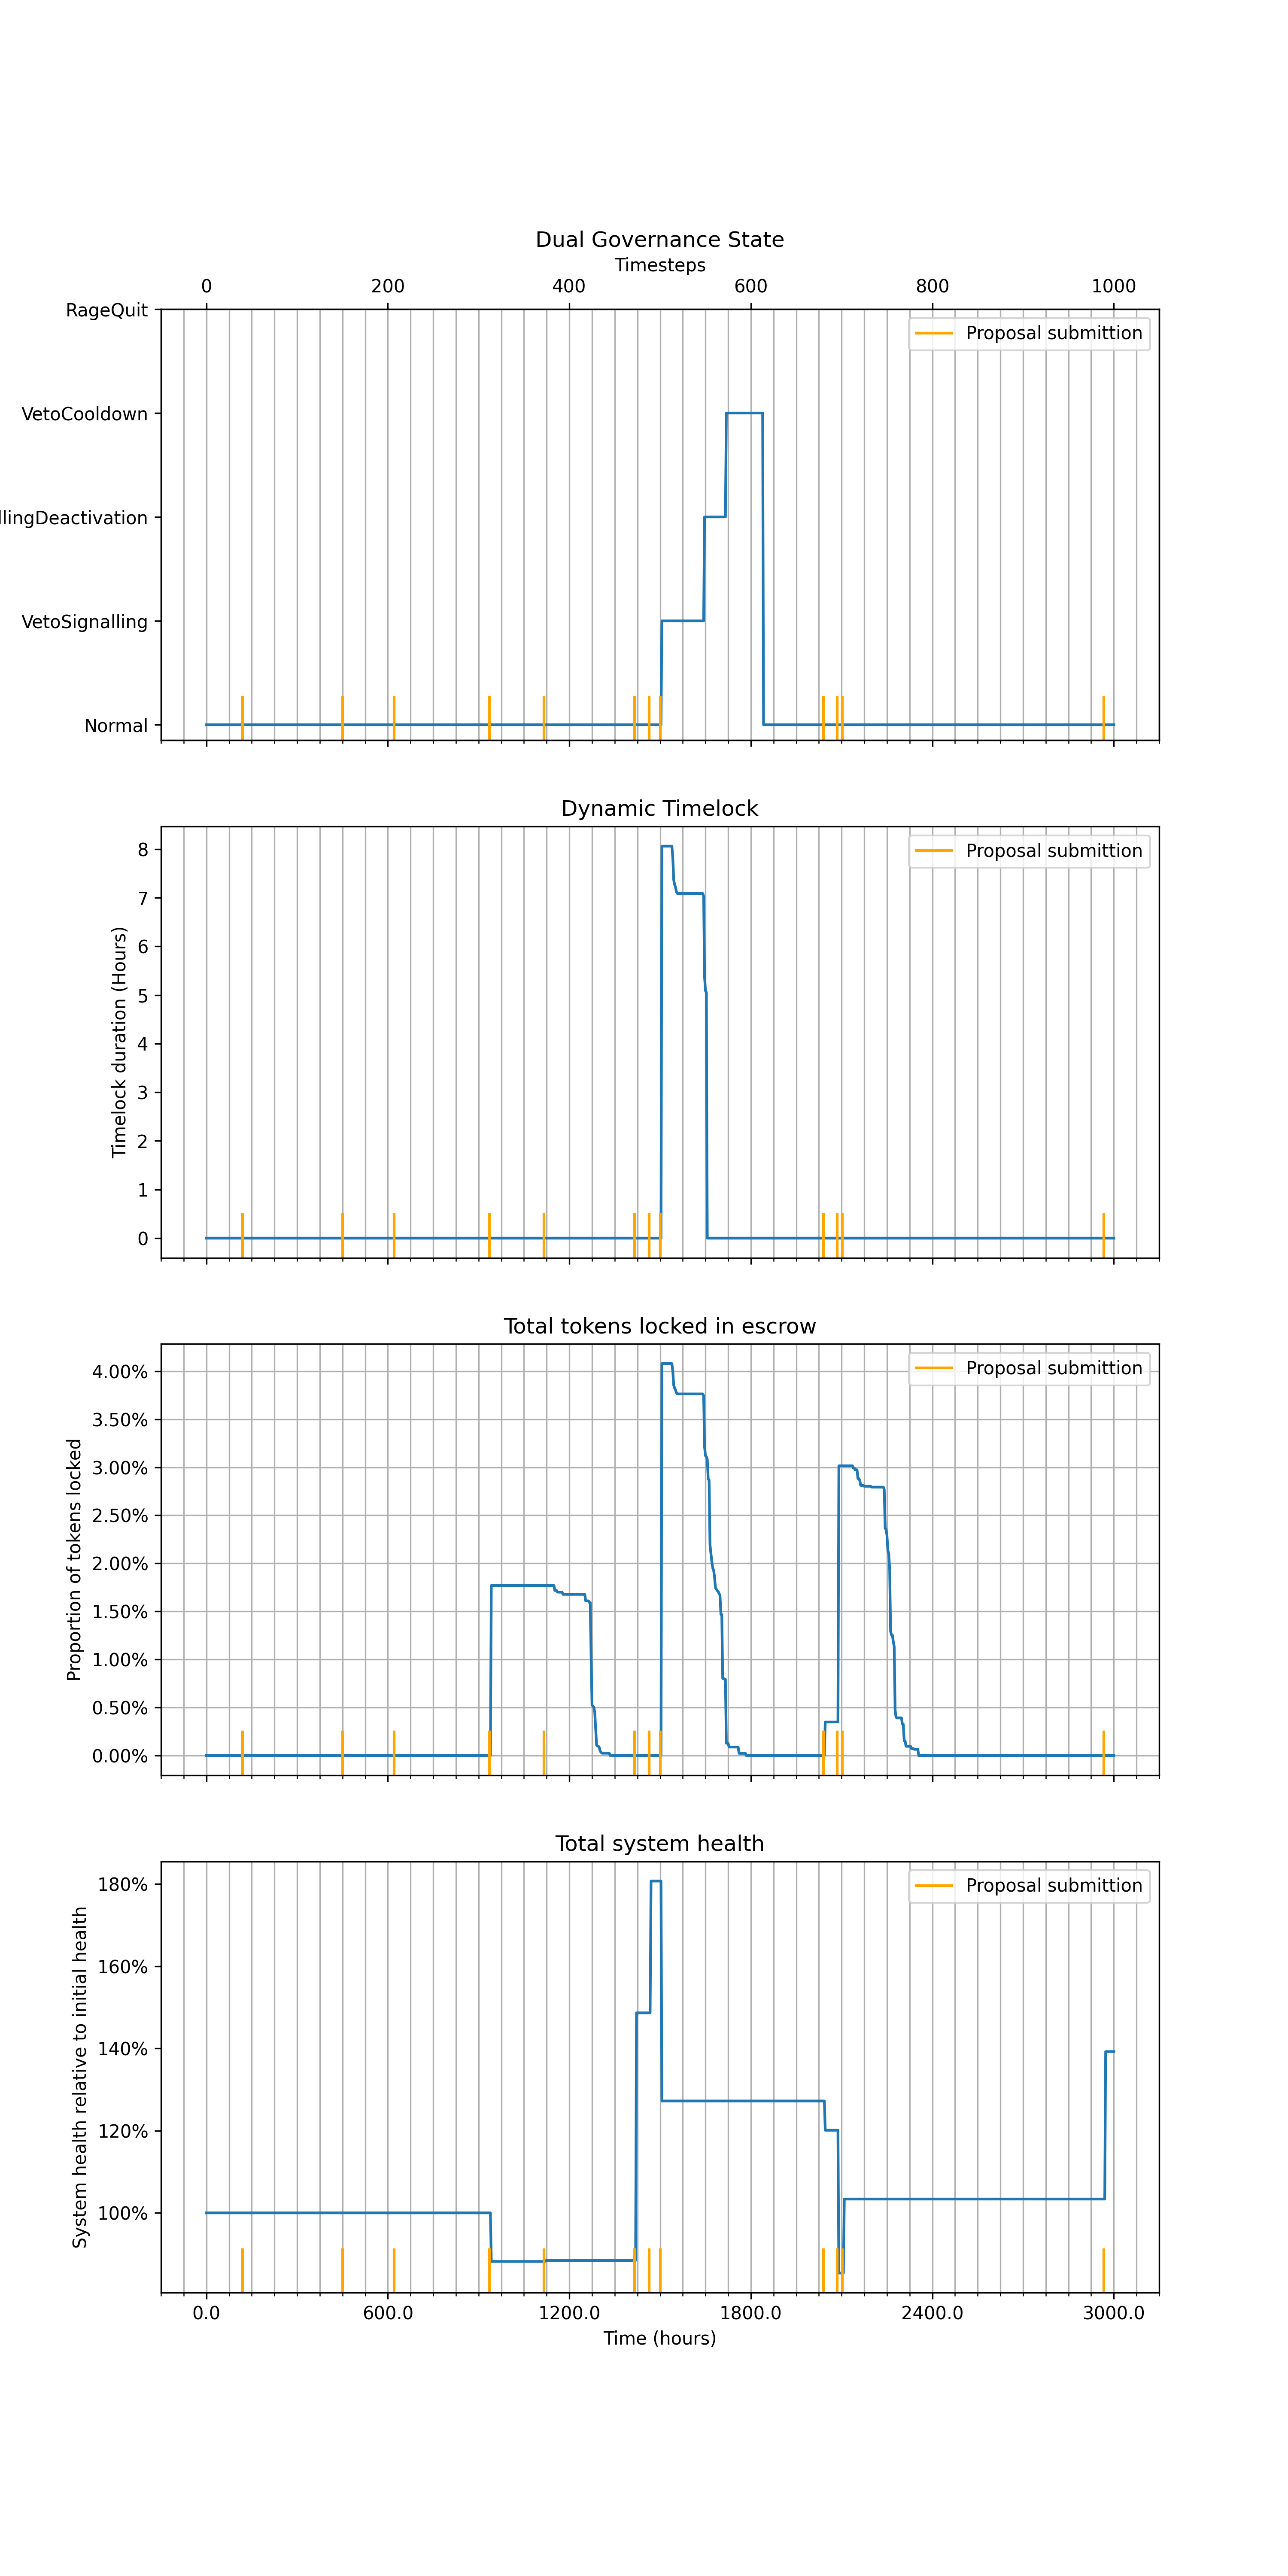 Dual Governance State
Timesteps
0 200 400 600 800 1000
RageQuit
Proposal submittion
VetoCooldown
llingDeactivation
VetoSignalling
Normal
Dynamic Timelock
Proposal submittion
Timelock duration (Hours)
8
7
6
5
4
3
2
1
0
Total tokens locked in escrow
Proposal submittion
Proportion of tokens locked
4.00%
3.50%
3.00%
2.50%
2.00%
1.50%
1.00%
0.50%
0.00%
Total system health
Proposal submittion
System health relative to initial health
180%
160%
140%
120%
100%
0.0 600.0 1200.0 1800.0 2400.0 3000.0
Time (hours)